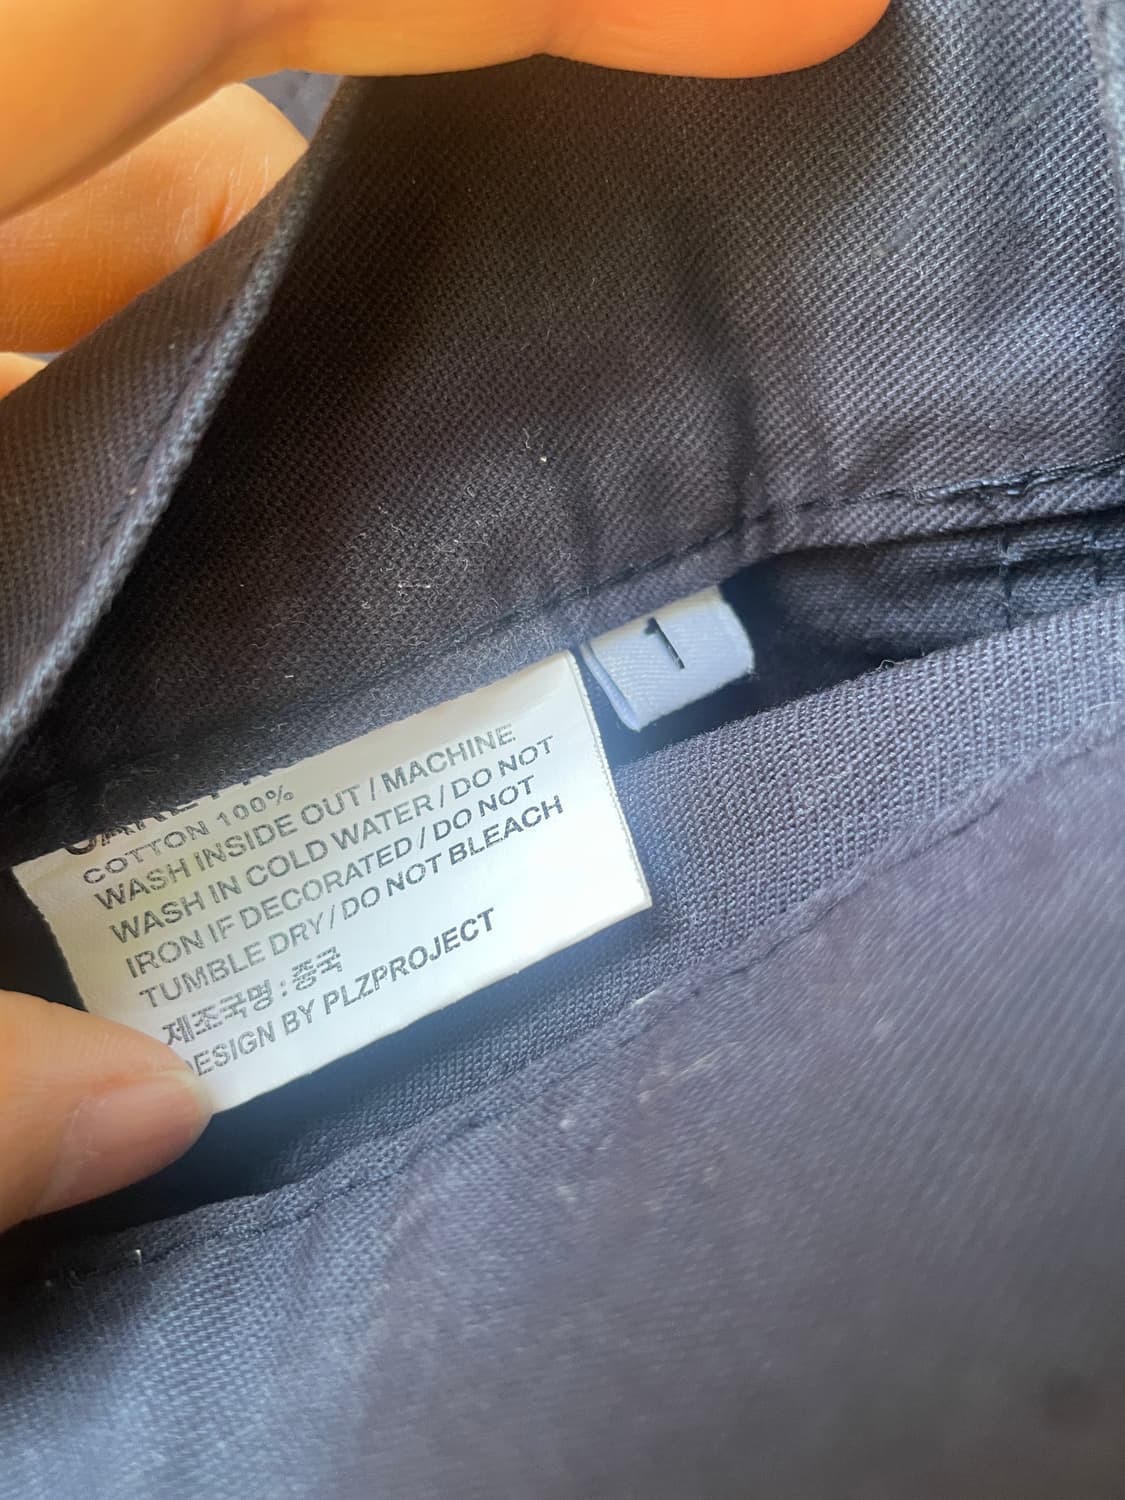 1
COTTON 100%
WASH INSIDE OUT / MACHINE
WASH IN COLD WATER / DO NOT
IRON IF DECORATED / DO NOT
TUMBLE DRY / DO NOT BLEACH
제조국명 : 중국
DESIGN BY PLZPROJECT